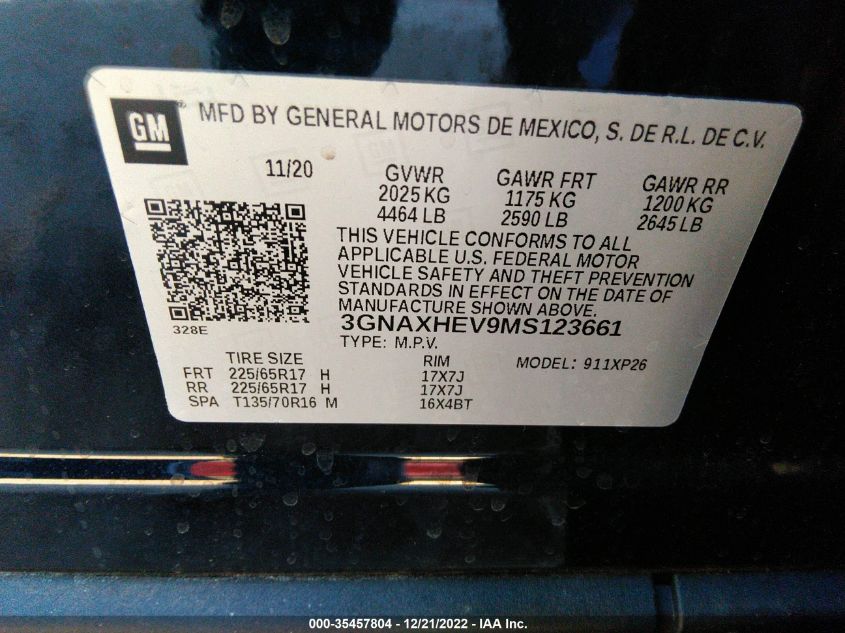 GM ® MFD BY GENERAL MOTORS DE MEXICO, S. DE R.L. DE C.V.
11/20 GVWR GAWR FRT GAWR RR
2025 KG 1175 KG 1200 KG
4464 LB 2590 LB 2645 LB
THIS VEHICLE CONFORMS TO ALL
APPLICABLE U.S. FEDERAL MOTOR
VEHICLE SAFETY AND THEFT PREVENTION
STANDARDS IN EFFECT ON THE DATE OF
MANUFACTURE SHOWN ABOVE.
328E 3GNAXHEV9MS123661
TYPE: M.P.V.
TIRE SIZE RIM MODEL: 911XP26
FRT 225/65R17 H 17X7J
RR 225/65R17 H 17X7J
SPA T135/70R16 M 16X4BT
000-35457804 - 12/21/2022 - IAA Inc.